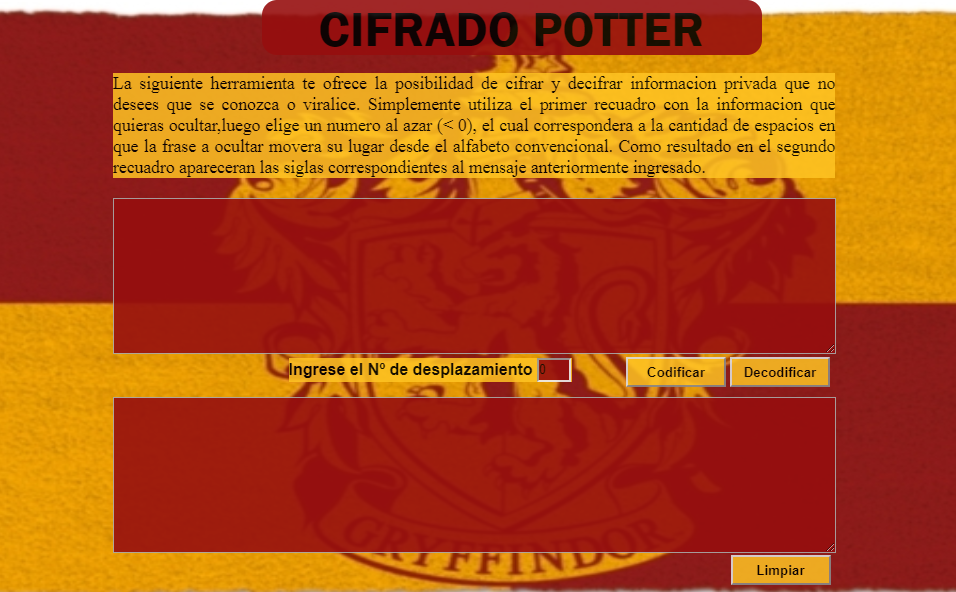 CIFRADO POTTER
La siguiente herramienta te ofrece la posibilidad de cifrar y decifrar informacion privada que no
desees que se conozca o viralice. Simplemente utiliza el primer recuadro con la informacion que
quieras ocultar,luego elige un numero al azar (< 0), el cual correspondera a la cantidad de espacios en
que la frase a ocultar movera su lugar desde el alfabeto convencional. Como resultado en el segundo
recuadro apareceran las siglas correspondientes al mensaje anteriormente ingresado.
Ingrese el Nº de desplazamiento 0
Codificar Decodificar
GRYFFINDOR
Limpiar